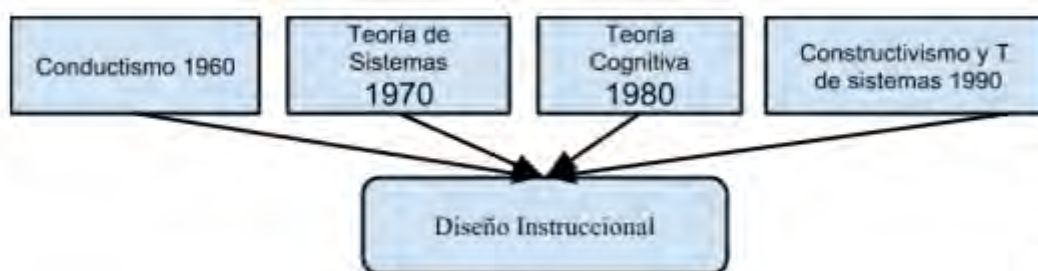 Conductismo 1960
Teoría de
Sistemas
1970
Teoría
Cognitiva
1980
Constructivismo y T
de sistemas 1990
Diseño Instruccional